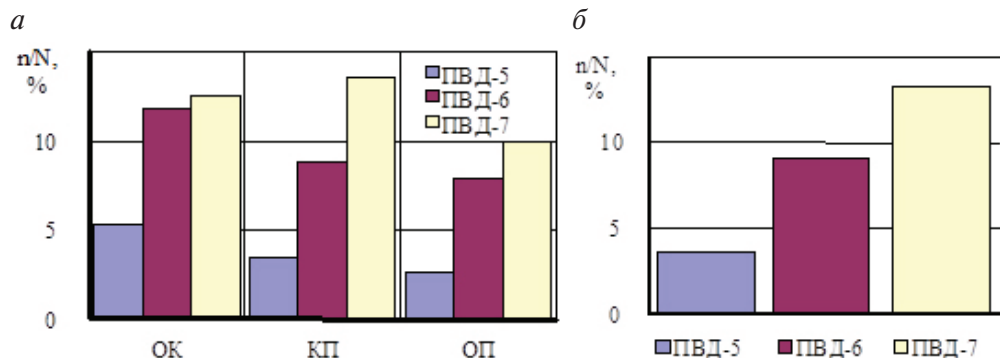 а
n/N,
%
10
5
0
ПВД-5
ПВД-6
ПВД-7
ОК КП ОП
б
n/N,
%
10
5
0
ПВД-5 ПВД-6 ПВД-7